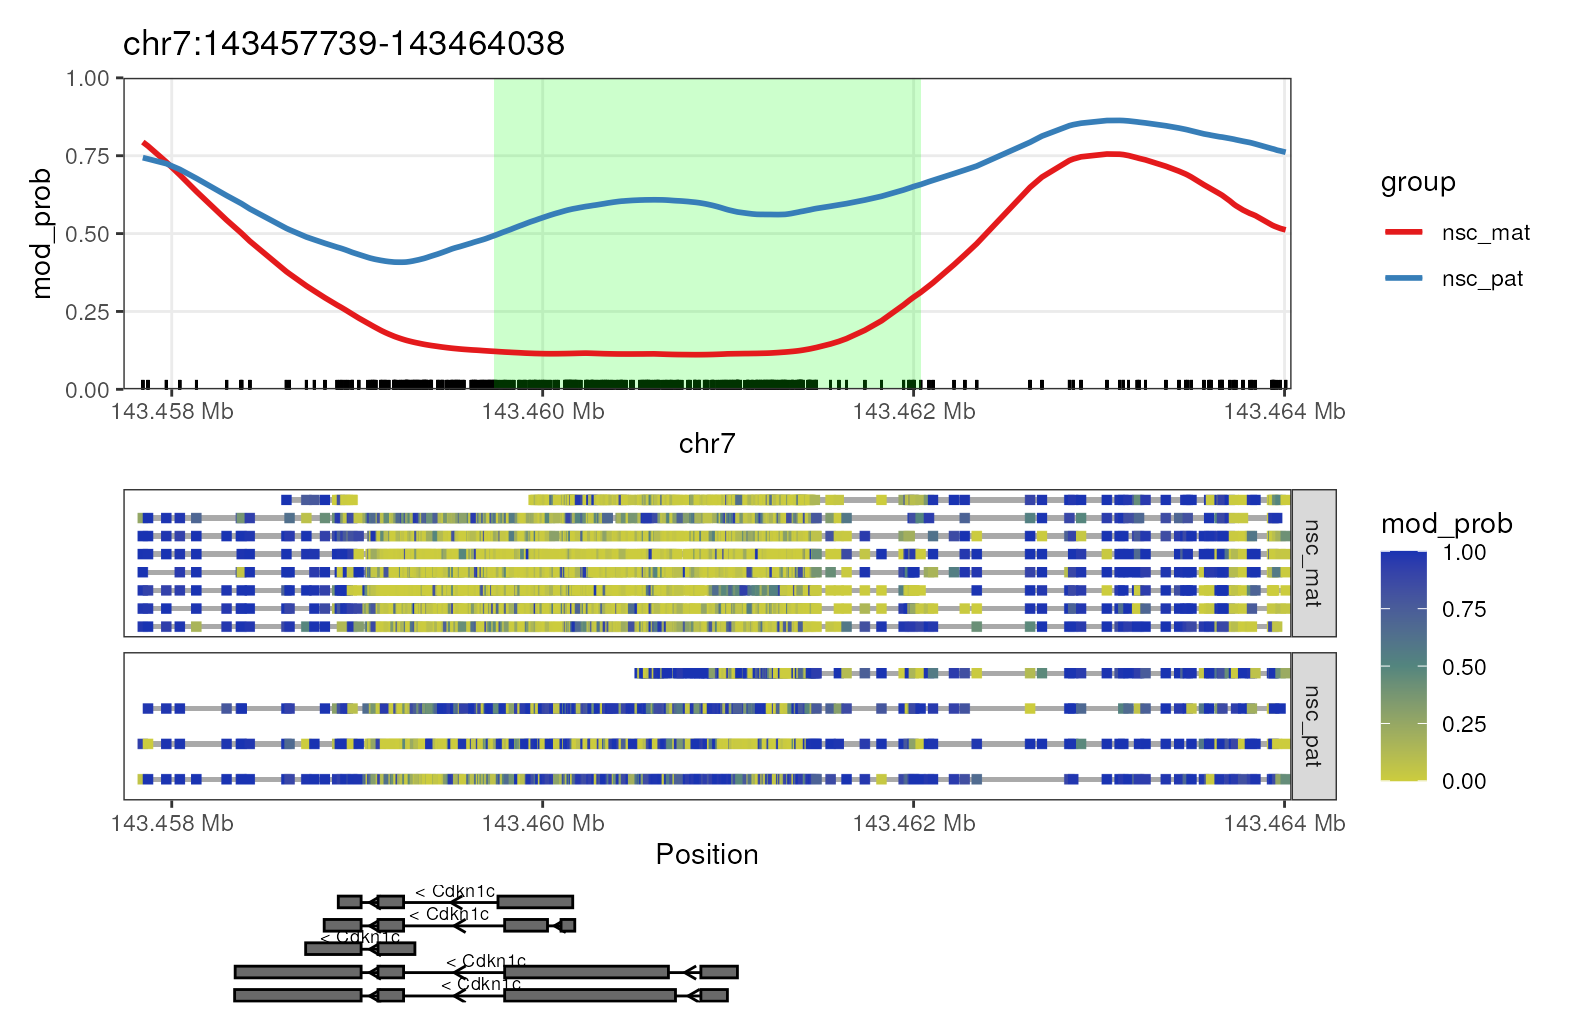 chr7:143457739-143464038
mod_prob
1.00
0.75
0.50
0.25
0.00
143.458 Mb 143.460 Mb 143.462 Mb 143.464 Mb
chr7
group
nsc_mat
nsc_pat
nsc_mat
nsc_pat
mod_prob
1.00
0.75
0.50
0.25
0.00
143.458 Mb 143.460 Mb 143.462 Mb 143.464 Mb
Position
< Cdkn1c
< Cdkn1c
< Cdkn1c
< Cdkn1c
< Cdkn1c